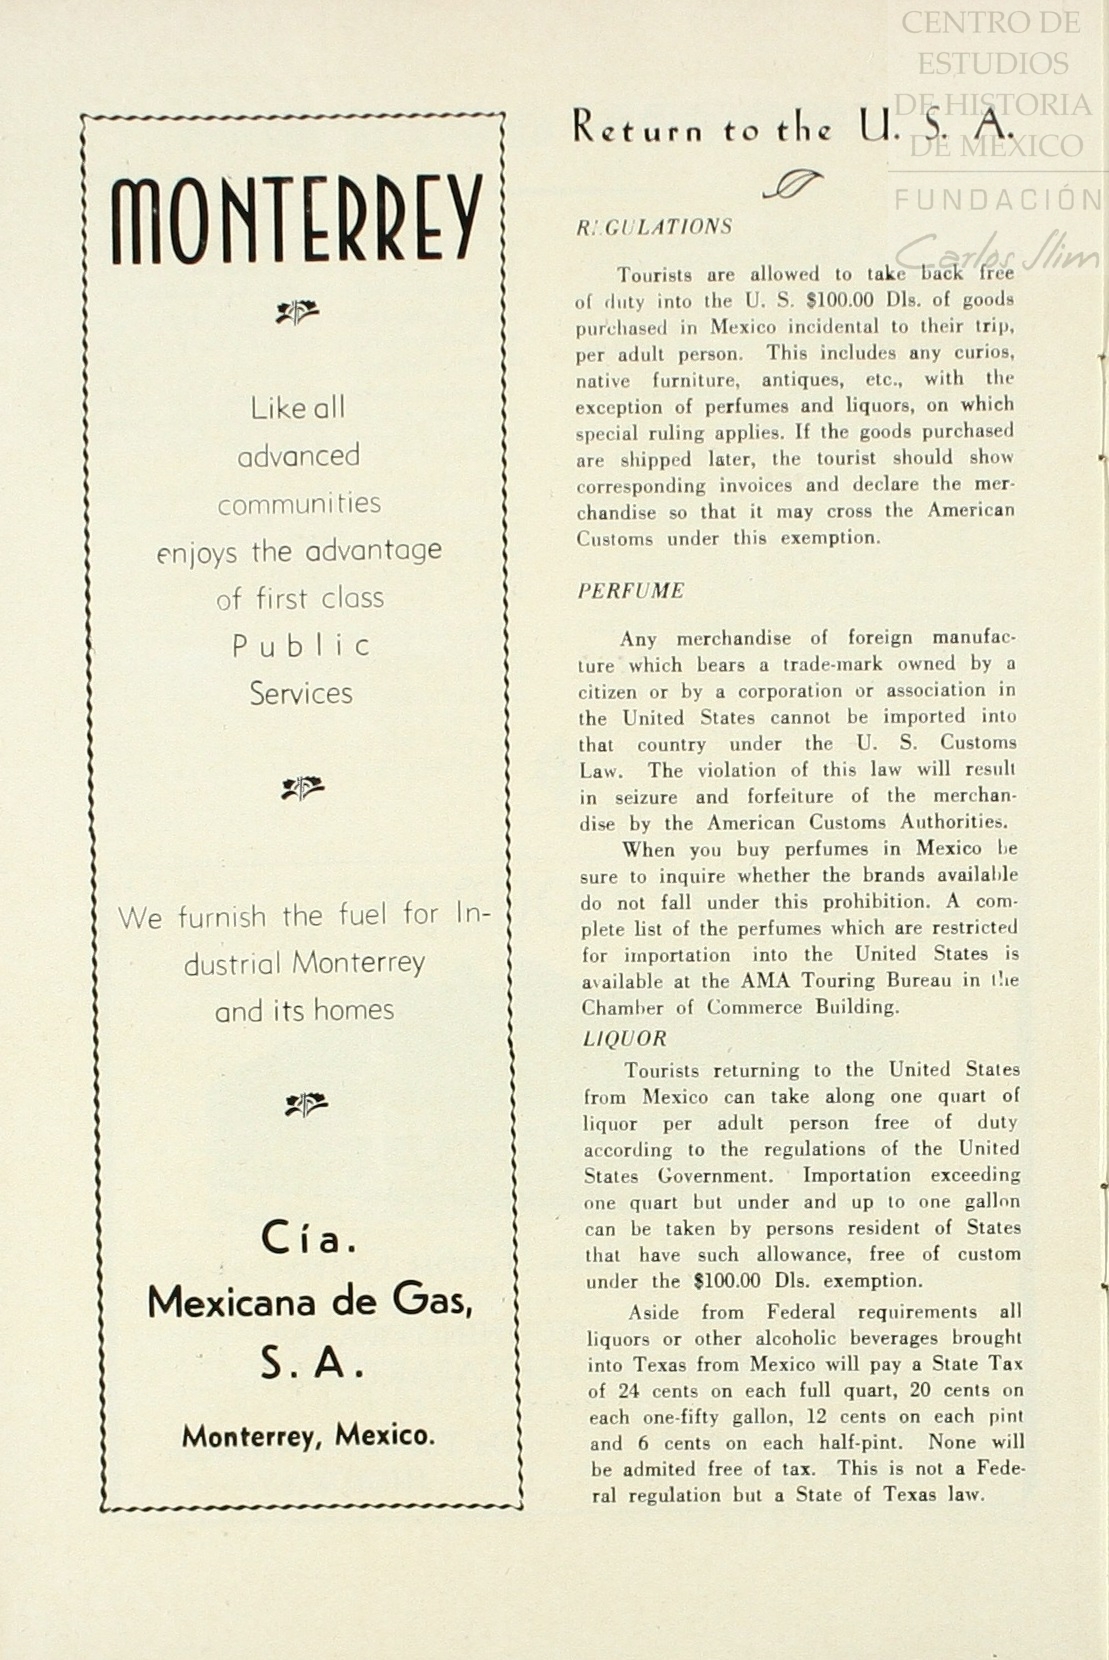 MONTERREY
Like all
advanced
communities
enjoys the advantage
of first class
Public
Services
We furnish the fuel for In-
dustrial Monterrey
and its homes
Cía.
Mexicana de Gas,
S. A.
Monterrey, Mexico.
CENTRO DE
ESTUDIOS
DE HISTORIA
DE MÉXICO
FUNDACIÓN
Carlos Slim
Return to the U. S. A.
REGULATIONS
Tourists are allowed to take back free
of duty into the U. S. $100.00 Dls. of goods
purchased in Mexico incidental to their trip,
per adult person. This includes any curios,
native furniture, antiques, etc., with the
exception of perfumes and liquors, on which
special ruling applies. If the goods purchased
are shipped later, the tourist should show
corresponding invoices and declare the mer-
chandise so that it may cross the American
Customs under this exemption.
PERFUME
Any merchandise of foreign manufac-
ture which bears a trade-mark owned by a
citizen or by a corporation or association in
the United States cannot be imported into
that country under the U. S. Customs
Law. The violation of this law will result
in seizure and forfeiture of the merchan-
dise by the American Customs Authorities.
When you buy perfumes in Mexico be
sure to inquire whether the brands available
do not fall under this prohibition. A com-
plete list of the perfumes which are restricted
for importation into the United States is
available at the AMA Touring Bureau in the
Chamber of Commerce Building.
LIQUOR
Tourists returning to the United States
from Mexico can take along one quart of
liquor per adult person free of duty
according to the regulations of the United
States Government. Importation exceeding
one quart but under and up to one gallon
can be taken by persons resident of States
that have such allowance, free of custom
under the $100.00 Dls. exemption.
Aside from Federal requirements all
liquors or other alcoholic beverages brought
into Texas from Mexico will pay a State Tax
of 24 cents on each full quart, 20 cents on
each one-fifty gallon, 12 cents on each pint
and 6 cents on each half-pint. None will
be admited free of tax. This is not a Fede-
ral regulation but a State of Texas law.